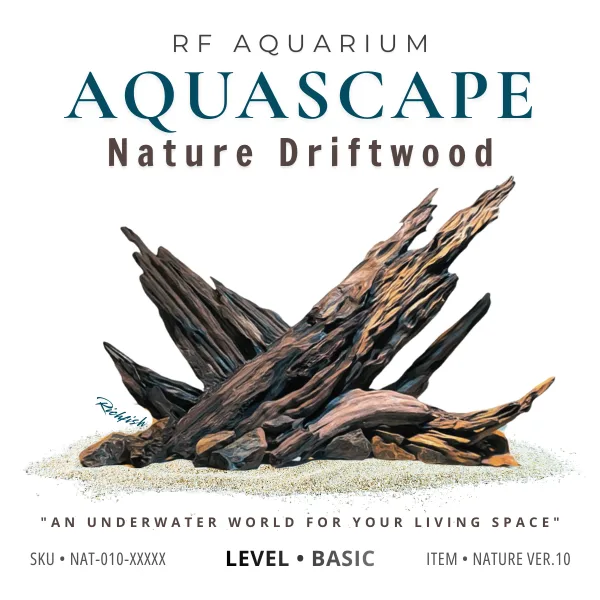 RF AQUARIUM
AQUASCAPE
Nature Driftwood
Richfish
"AN UNDERWATER WORLD FOR YOUR LIVING SPACE"
SKU • NAT-010-XXXXX
LEVEL • BASIC
ITEM • NATURE VER.10